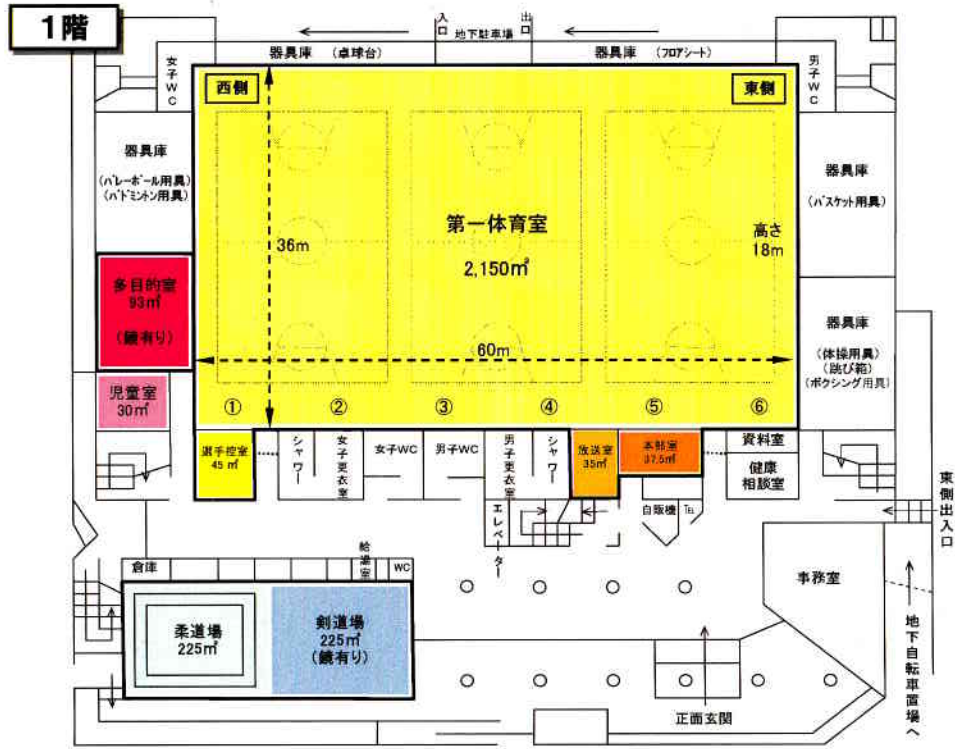 1階
入口
出口
地下駐車場
器具庫 (卓球台)
器具庫 (フロアシート)
女子WC
男子WC
西側
東側
器具庫
(バレーボール用具)
(バドミントン用具)
器具庫
(バスケット用具)
第一体育室
2,150㎡
36m
高さ
18m
60m
多目的室
93㎡
(鏡有り)
児童室
30㎡
器具庫
(体操用具)
(跳び箱)
(ボクシング用具)
①
②
③
④
⑤
⑥
選手控室
45㎡
シャワー
女子更衣室
女子WC
男子WC
男子更衣室
シャワー
放送室
35㎡
本部室
37.5㎡
資料室
健康
相談室
自販機
TEL
エレベーター
東側出入口
倉庫
給湯室
WC
事務室
柔道場
225㎡
剣道場
225㎡
(鏡有り)
正面玄関
地下自転車置場へ